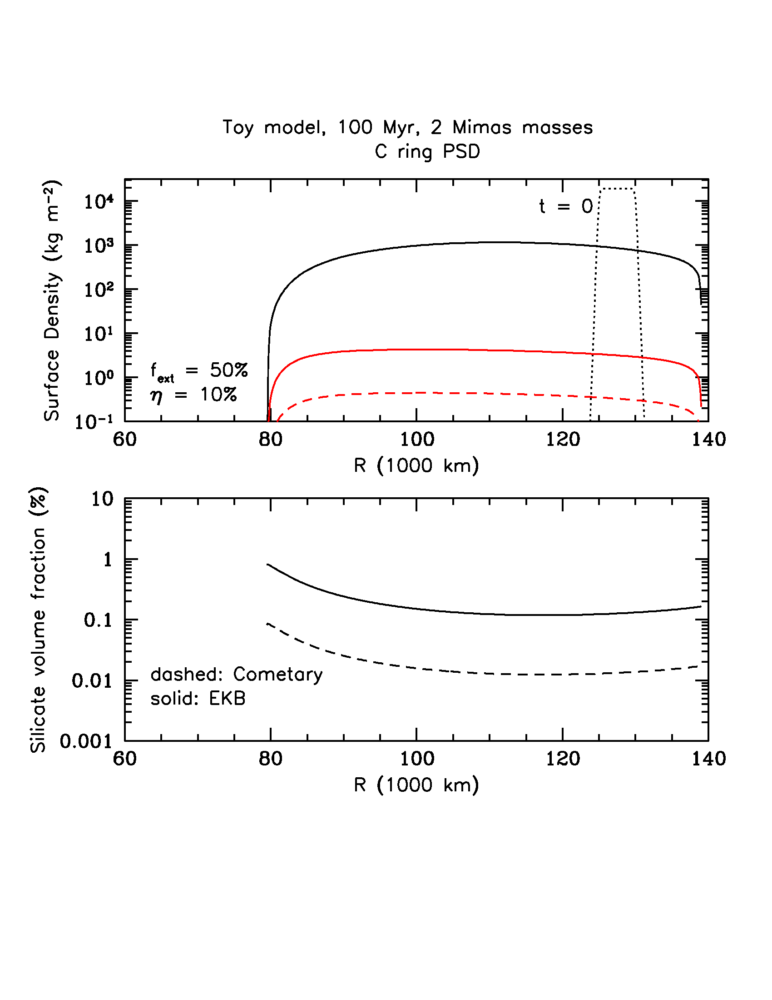 Toy model, 100 Myr, 2 Mimas masses
C ring PSD
Surface Density (kg m⁻²)
10⁴
10³
10²
10¹
10⁰
10⁻¹
t = 0
f_ext = 50%
η = 10%
60 80 100 120 140
R (1000 km)
Silicate volume fraction (%)
10
1
0.1
0.01
0.001
dashed: Cometary
solid: EKB
60 80 100 120 140
R (1000 km)